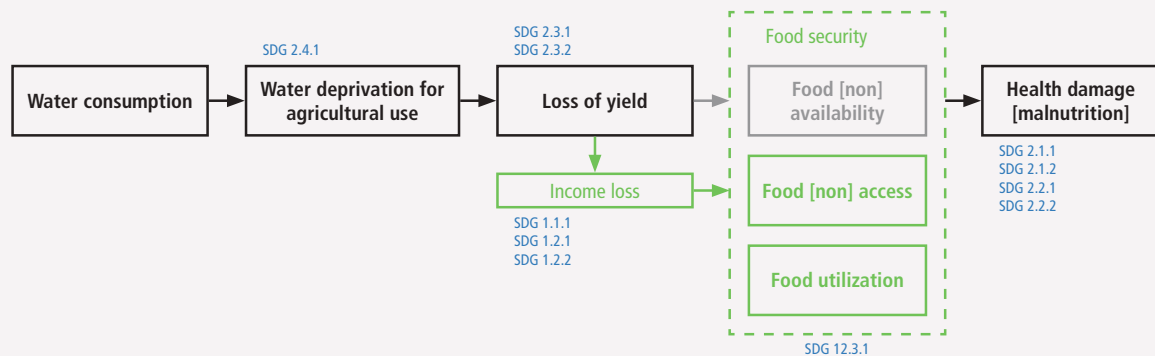 SDG 2.4.1
SDG 2.3.1
SDG 2.3.2
Food security
Water consumption
Water deprivation for
agricultural use
Loss of yield
Food [non]
availability
Health damage
[malnutrition]
SDG 2.1.1
SDG 2.1.2
SDG 2.2.1
SDG 2.2.2
Income loss
Food [non] access
SDG 1.1.1
SDG 1.2.1
SDG 1.2.2
Food utilization
SDG 12.3.1